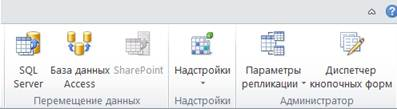 SQL Server
База данных Access
SharePoint
Надстройки
Параметры репликации
Диспетчер кнопочных форм
Перемещение данных
Надстройки
Администратор